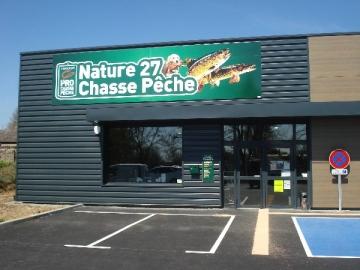 Nature 27
Chasse Pêche
PRO
PÊCHE